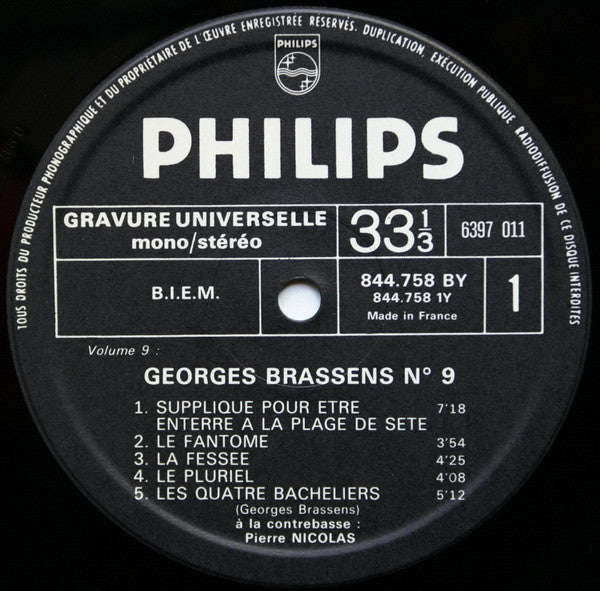 TOUS DROITS DU PRODUCTEUR PHONOGRAPHIQUE ET DU PROPRIETAIRE DE L'ŒUVRE ENREGISTRÉE RESERVES. DUPLICATION, EXECUTION PUBLIQUE RADIODIFFUSION DE CE DISQUE INTERDITES
PHILIPS
PHILIPS
GRAVURE UNIVERSELLE
mono/stéréo
33 1/3
6397 011
B.I.E.M.
844.758 BY
844.758 1Y
Made in France
1
Volume 9 :
GEORGES BRASSENS N° 9
1. SUPPLIQUE POUR ETRE 7'18
ENTERRE A LA PLAGE DE SETE
2. LE FANTOME 3'54
3. LA FESSEE 4'25
4. LE PLURIEL 4'08
5. LES QUATRE BACHELIERS 5'12
(Georges Brassens)
à la contrebasse :
Pierre NICOLAS